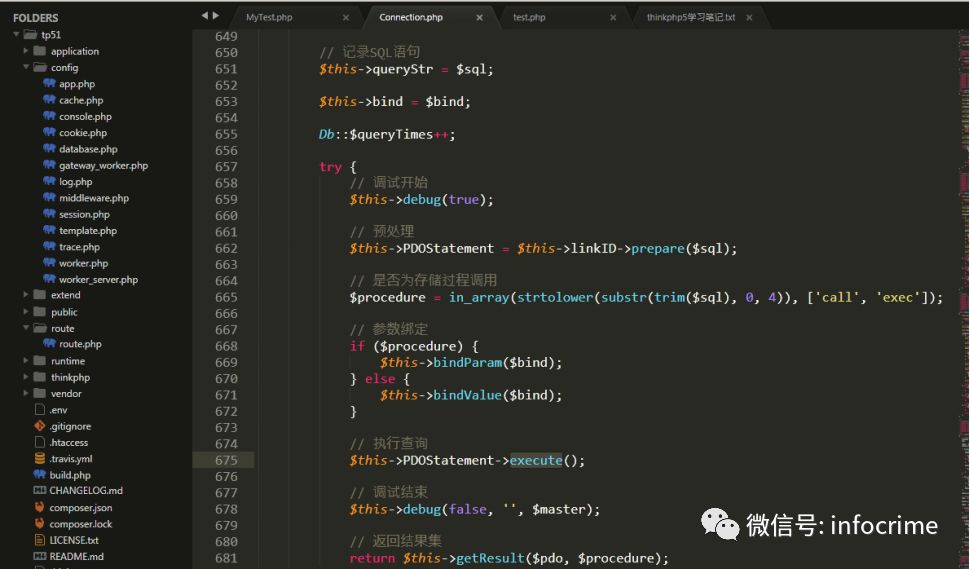 FOLDERS
tp51
application
config
app.php
cache.php
console.php
cookie.php
database.php
gateway_worker.php
log.php
middleware.php
session.php
template.php
trace.php
worker.php
worker_server.php
extend
public
route
route.php
runtime
thinkphp
vendor
.env
.gitignore
.htaccess
.travis.yml
build.php
CHANGELOG.md
composer.json
composer.lock
LICENSE.txt
README.md
MyTest.php × Connection.php × test.php × thinkphp5学习笔记.txt ×
649
650 // 记录SQL语句
651 $this->queryStr = $sql;
652
653 $this->bind = $bind;
654
655 Db::$queryTimes++;
656
657 try {
658 // 调试开始
659 $this->debug(true);
660
661 // 预处理
662 $this->PDOStatement = $this->linkID->prepare($sql);
663
664 // 是否为存储过程调用
665 $procedure = in_array(strtolower(substr(trim($sql), 0, 4)), ['call', 'exec']);
666
667 // 参数绑定
668 if ($procedure) {
669 $this->bindParam($bind);
670 } else {
671 $this->bindValue($bind);
672 }
673
674 // 执行查询
675 $this->PDOStatement->execute();
676
677 // 调试结束
678 $this->debug(false, '', $master);
679
680 // 返回结果集
681 return $this->getResult($pdo, $procedure);
微信号: infocrime